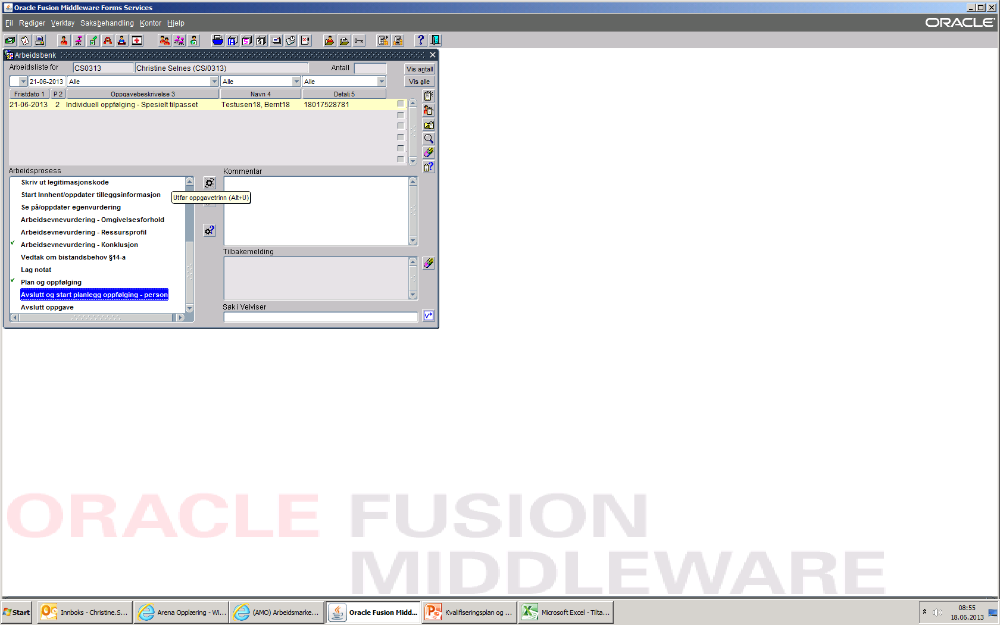 Oracle Fusion Middleware Forms Services
Fil Rediger Verktøy Saksbehandling Kontor Hjelp
ORACLE
Arbeidsbenk
Arbeidsliste for CS0313 Christine Selnes (CS/0313) Antall Vis antall
21-06-2013 Alle Alle Alle Vis alle
Fristdato 1 P 2 Oppgavebeskrivelse 3 Navn 4 Detalj 5
21-06-2013 2 Individuell oppfølging - Spesielt tilpasset Testusen18, Bernt18 18017528781
Arbeidsprosess
Skriv ut legitimasjonskode
Start Innhent/oppdater tilleggsinformasjon
Se på/oppdater egenvurdering
Arbeidsevnevurdering - Omgivelsesforhold
Arbeidsevnevurdering - Ressursprofil
Arbeidsevnevurdering - Konklusjon
Vedtak om bistandsbehov §14-a
Lag notat
Plan og oppfølging
Avslutt og start planlegg oppfølging - person
Avslutt oppgave
Utfør oppgavetrinn (Alt+U)
Kommentar
Tilbakemelding
Søk i Veiviser
ORACLE FUSION
MIDDLEWARE
Start Innboks - Christine.S... Arena Opplæring - Wi... (AMO) Arbeidsmarke... Oracle Fusion Midd... Kvalifiseringsplan og ... Microsoft Excel - Tilta... 08:55
18.06.2013